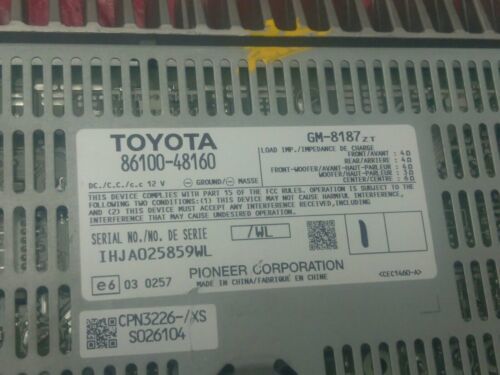 TOYOTA
86100-48160
GM-8187ZT
LOAD IMP./IMPEDANCE DE CHARGE
FRONT/AVANT : 4Ω
REAR/ARRIERE : 4Ω
FRONT-WOOFER/AVANT-HAUT-PARLEUR : 6Ω
WOOFER/HAUT-PARLEUR : 3Ω
CENTER/CENTRE : 6Ω
DC./C.C./c.c 12 V ⊖ GROUND/⊖ MASSE
THIS DEVICE COMPLIES WITH PART 15 OF THE FCC RULES. OPERATION IS SUBJECT TO THE
FOLLOWING TWO CONDITIONS:(1) THIS DEVICE MAY NOT CAUSE HARMFUL INTERFERENCE,
AND (2) THIS DEVICE MUST ACCEPT ANY INTERFERENCE RECEIVED, INCLUDING
INTERFERENCE THAT MAY CAUSE UNDESIRED OPERATION.
SERIAL NO./NO. DE SERIE /WL
IHJA025859WL
PIONEER CORPORATION
MADE IN CHINA/FABRIQUE EN CHINE
<CEC1460-A>
e6 03 0257
CPN3226-/XS
S026104